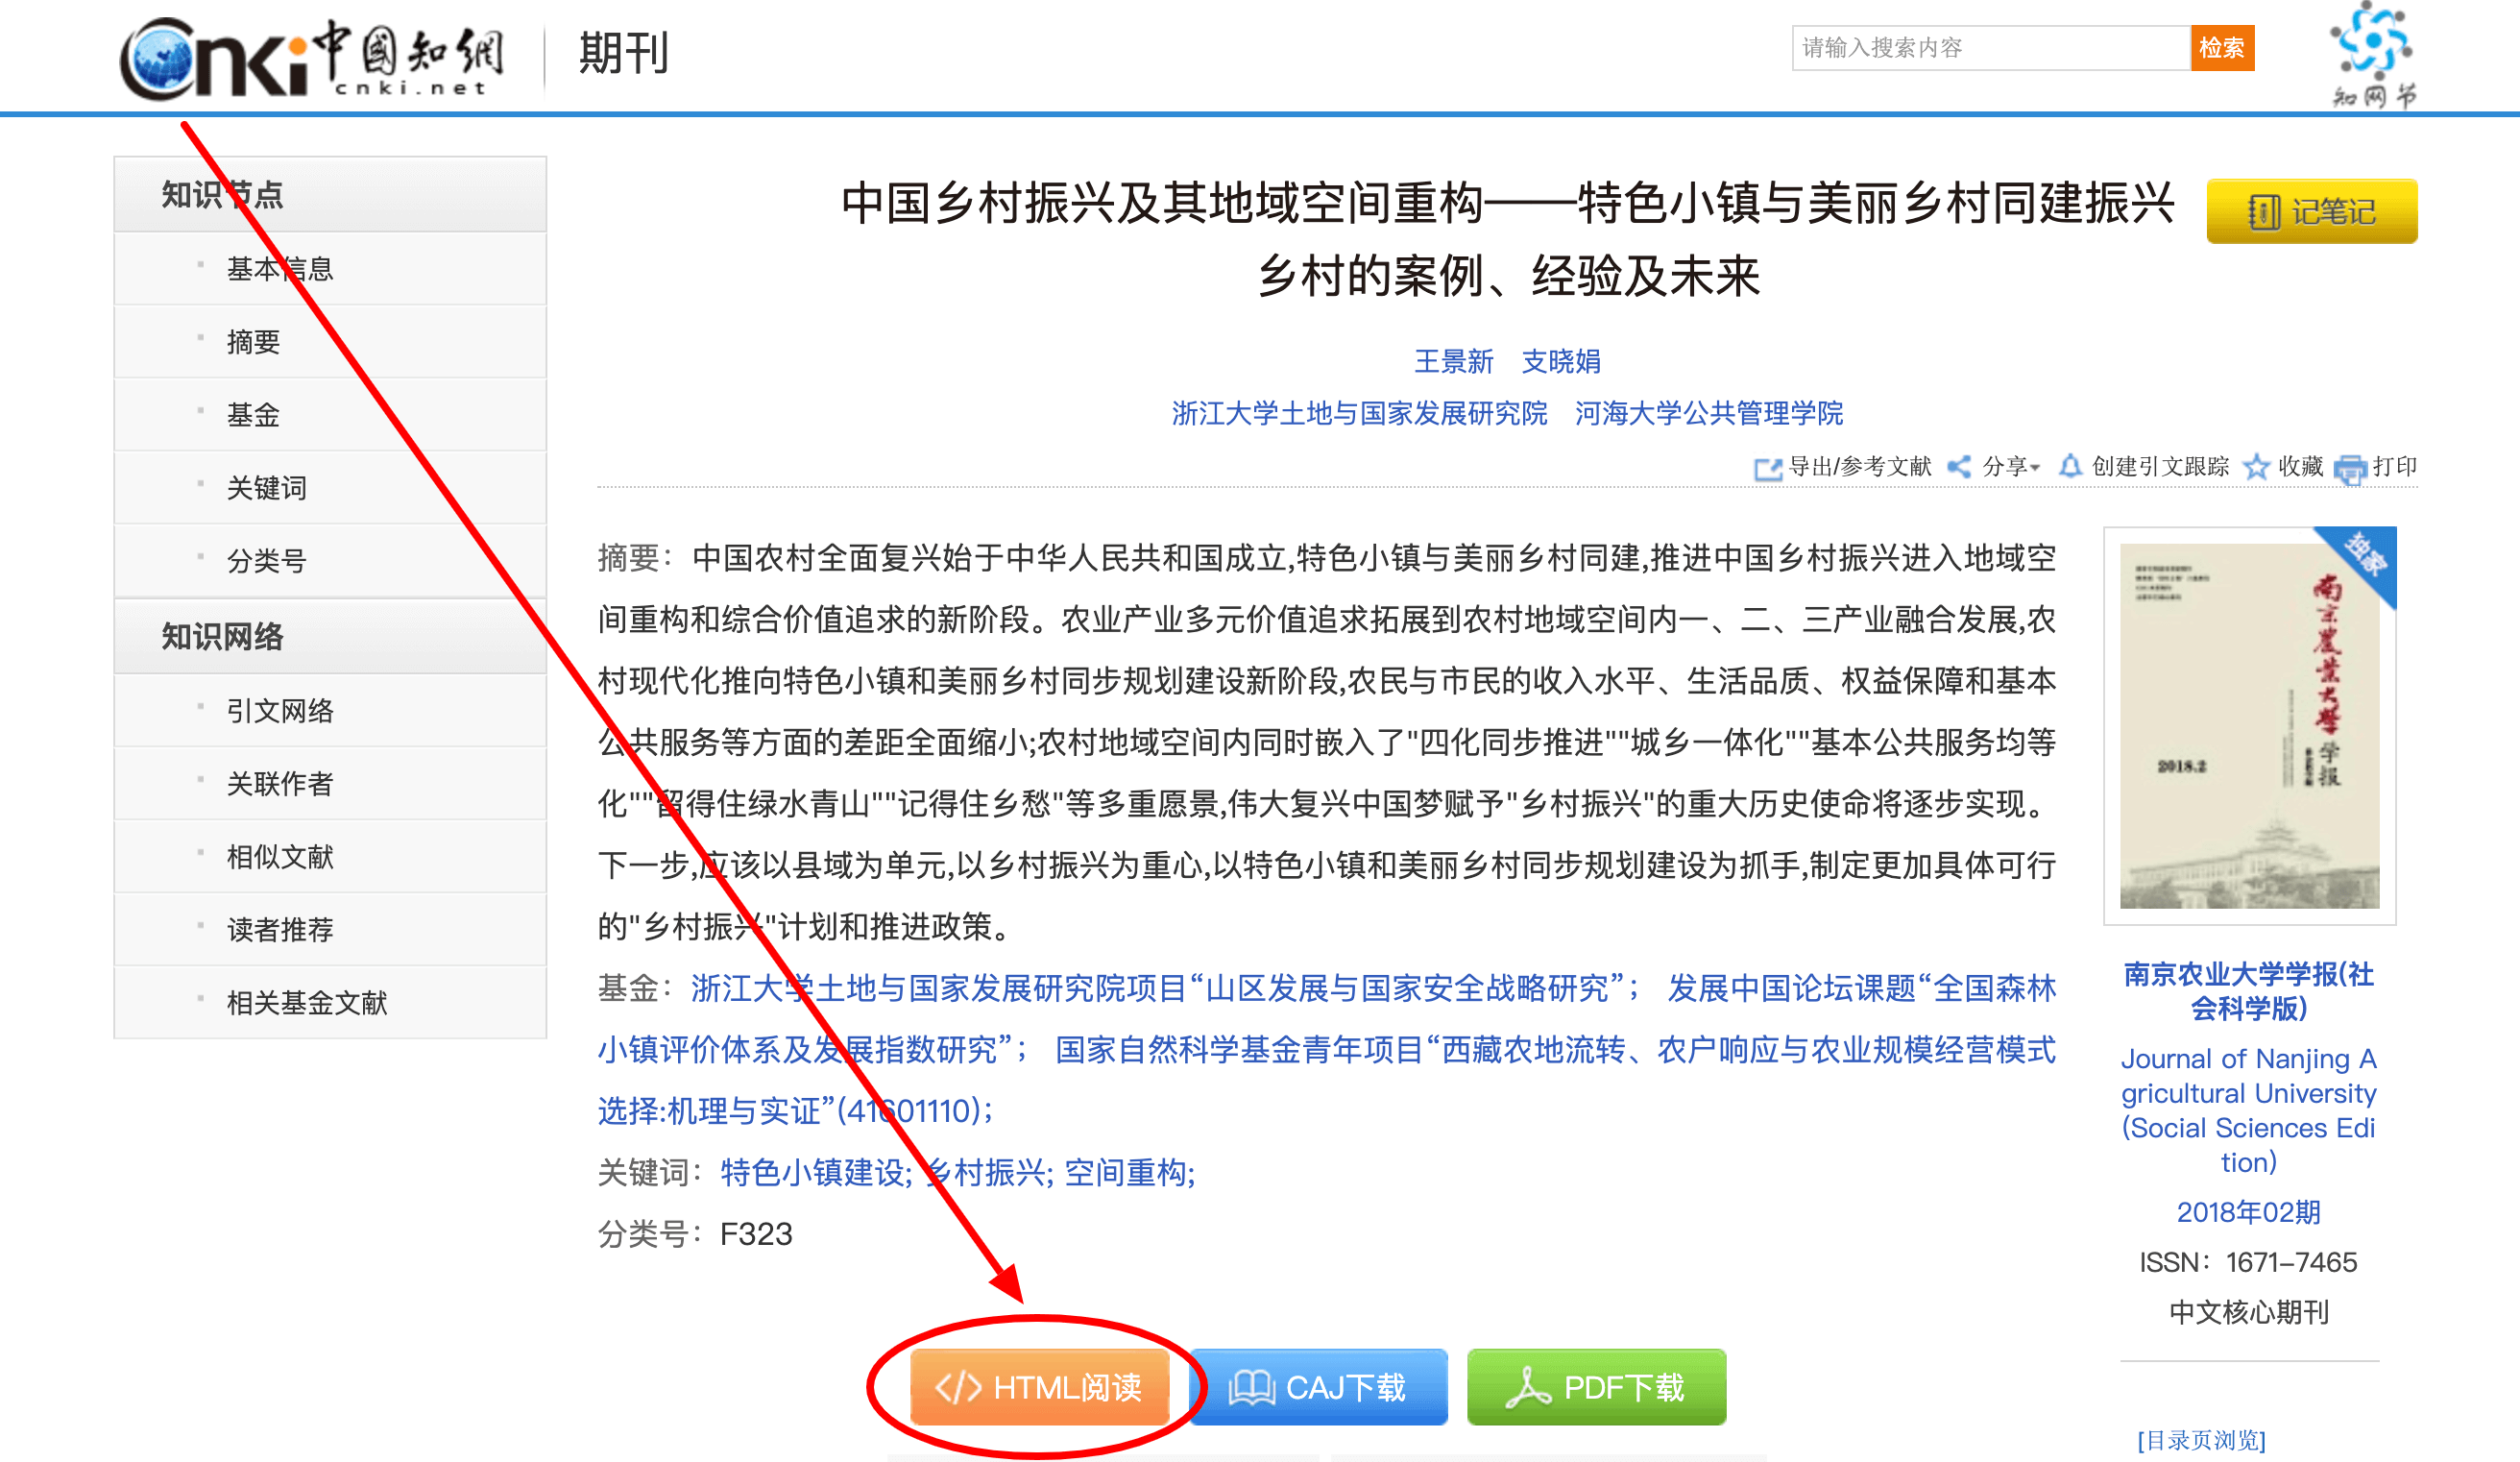 cnki中國知網
cnki.net
期刊
请输入搜索内容
检索
知网节
知识节点
基本信息
摘要
基金
关键词
分类号
知识网络
引文网络
关联作者
相似文献
读者推荐
相关基金文献
中国乡村振兴及其地域空间重构——特色小镇与美丽乡村同建振兴
乡村的案例、经验及未来
记笔记
王景新 支晓娟
浙江大学土地与国家发展研究院 河海大学公共管理学院
导出/参考文献 分享 创建引文跟踪 收藏 打印
摘要：中国农村全面复兴始于中华人民共和国成立,特色小镇与美丽乡村同建,推进中国乡村振兴进入地域空
间重构和综合价值追求的新阶段。农业产业多元价值追求拓展到农村地域空间内一、二、三产业融合发展,农
村现代化推向特色小镇和美丽乡村同步规划建设新阶段,农民与市民的收入水平、生活品质、权益保障和基本
公共服务等方面的差距全面缩小;农村地域空间内同时嵌入了"四化同步推进""城乡一体化""基本公共服务均等
化""留得住绿水青山""记得住乡愁"等多重愿景,伟大复兴中国梦赋予"乡村振兴"的重大历史使命将逐步实现。
下一步,应该以县域为单元,以乡村振兴为重心,以特色小镇和美丽乡村同步规划建设为抓手,制定更加具体可行
的"乡村振兴"计划和推进政策。
基金：浙江大学土地与国家发展研究院项目“山区发展与国家安全战略研究”； 发展中国论坛课题“全国森林
小镇评价体系及发展指数研究”； 国家自然科学基金青年项目“西藏农地流转、农户响应与农业规模经营模式
选择:机理与实证”(41601110)；
关键词：特色小镇建设; 乡村振兴; 空间重构;
分类号：F323
</> HTML阅读
CAJ下载
PDF下载
独家
南京農業大學
学报
2018.2
南京农业大学学报(社
会科学版)
Journal of Nanjing A
gricultural University
(Social Sciences Edi
tion)
2018年02期
ISSN：1671-7465
中文核心期刊
[目录页浏览]